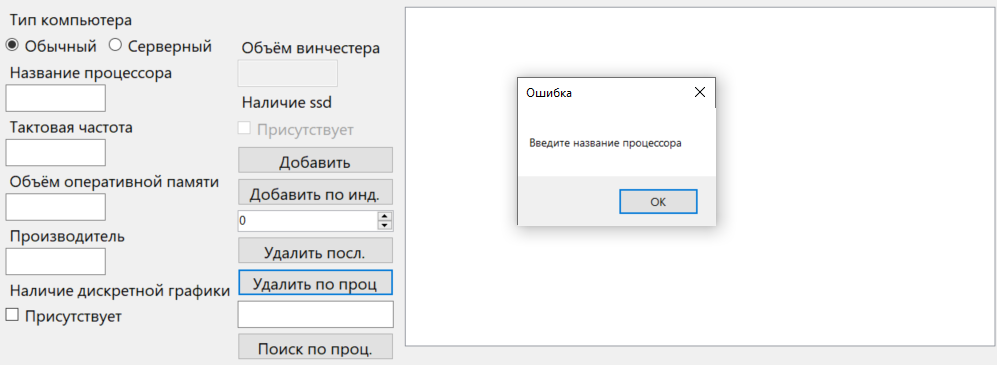 Тип компьютера
Обычный Серверный
Название процессора
Тактовая частота
Объём оперативной памяти
Производитель
Наличие дискретной графики
Присутствует
Объём винчестера
Наличие ssd
Присутствует
Добавить
Добавить по инд.
0
Удалить посл.
Удалить по проц
Поиск по проц.
Ошибка
Введите название процессора
ОК